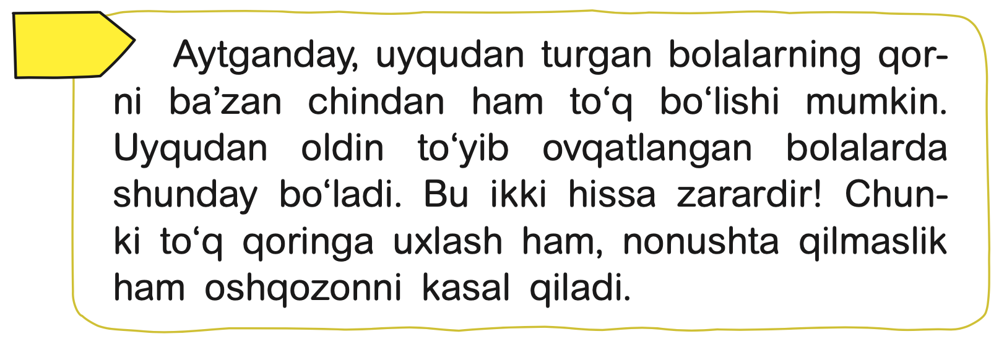 Aytganday, uyqudan turgan bolalarning qor-
ni ba’zan chindan ham to‘q bo‘lishi mumkin.
Uyqudan oldin to‘yib ovqatlangan bolalarda
shunday bo‘ladi. Bu ikki hissa zarardir! Chun-
ki to‘q qoringa uxlash ham, nonushta qilmaslik
ham oshqozonni kasal qiladi.